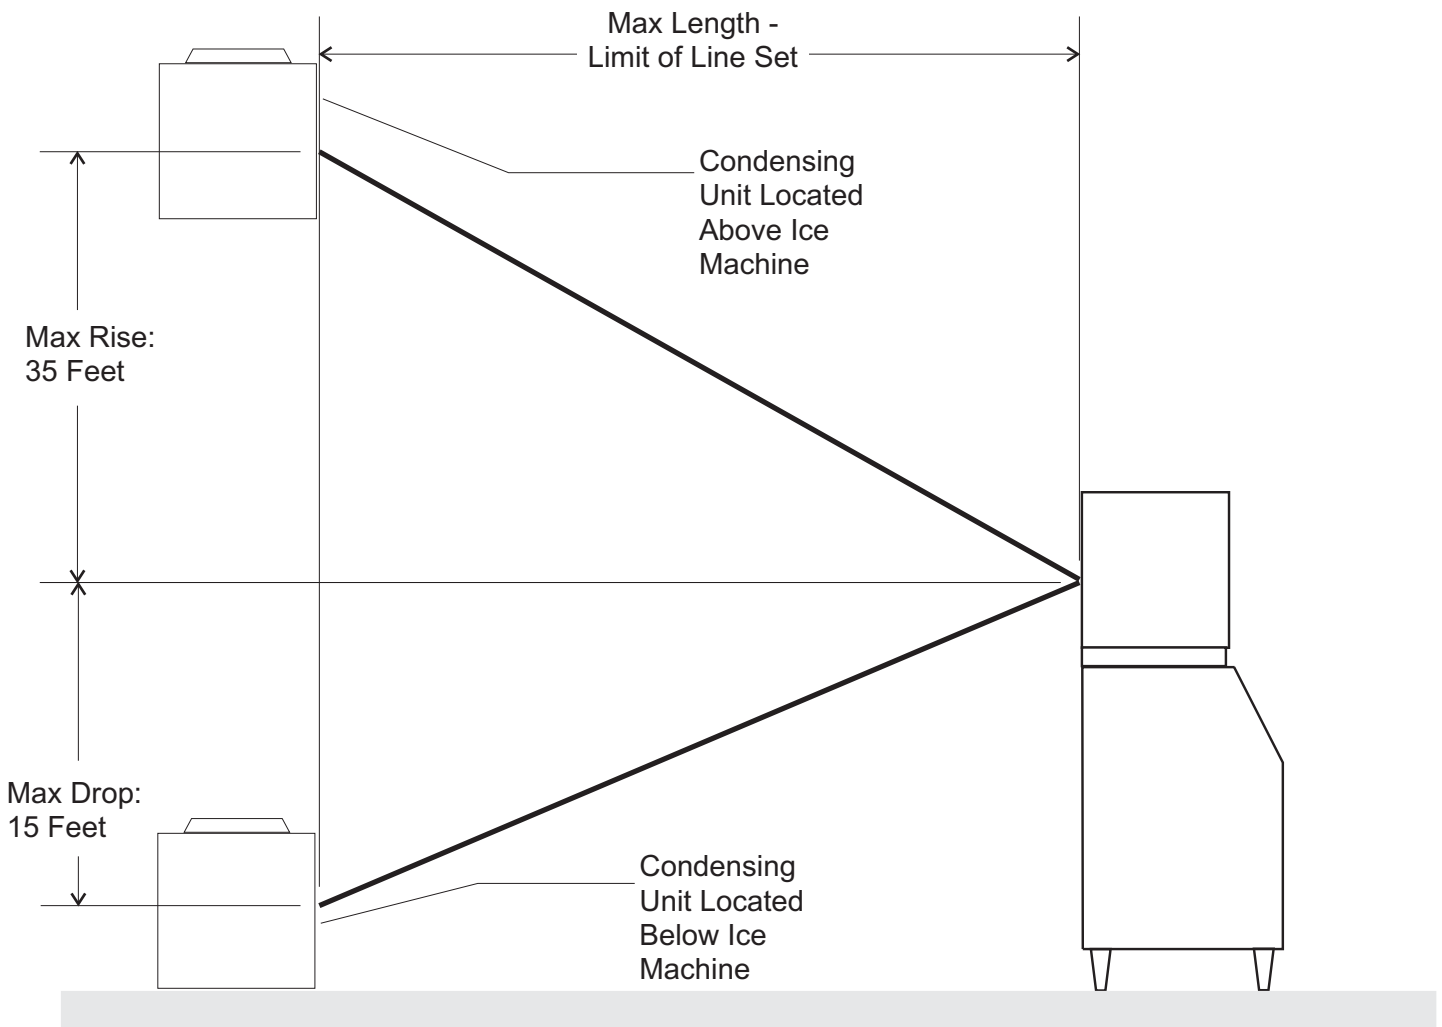 Max Length -
Limit of Line Set
Condensing
Unit Located
Above Ice
Machine
Max Rise:
35 Feet
Max Drop:
15 Feet
Condensing
Unit Located
Below Ice
Machine